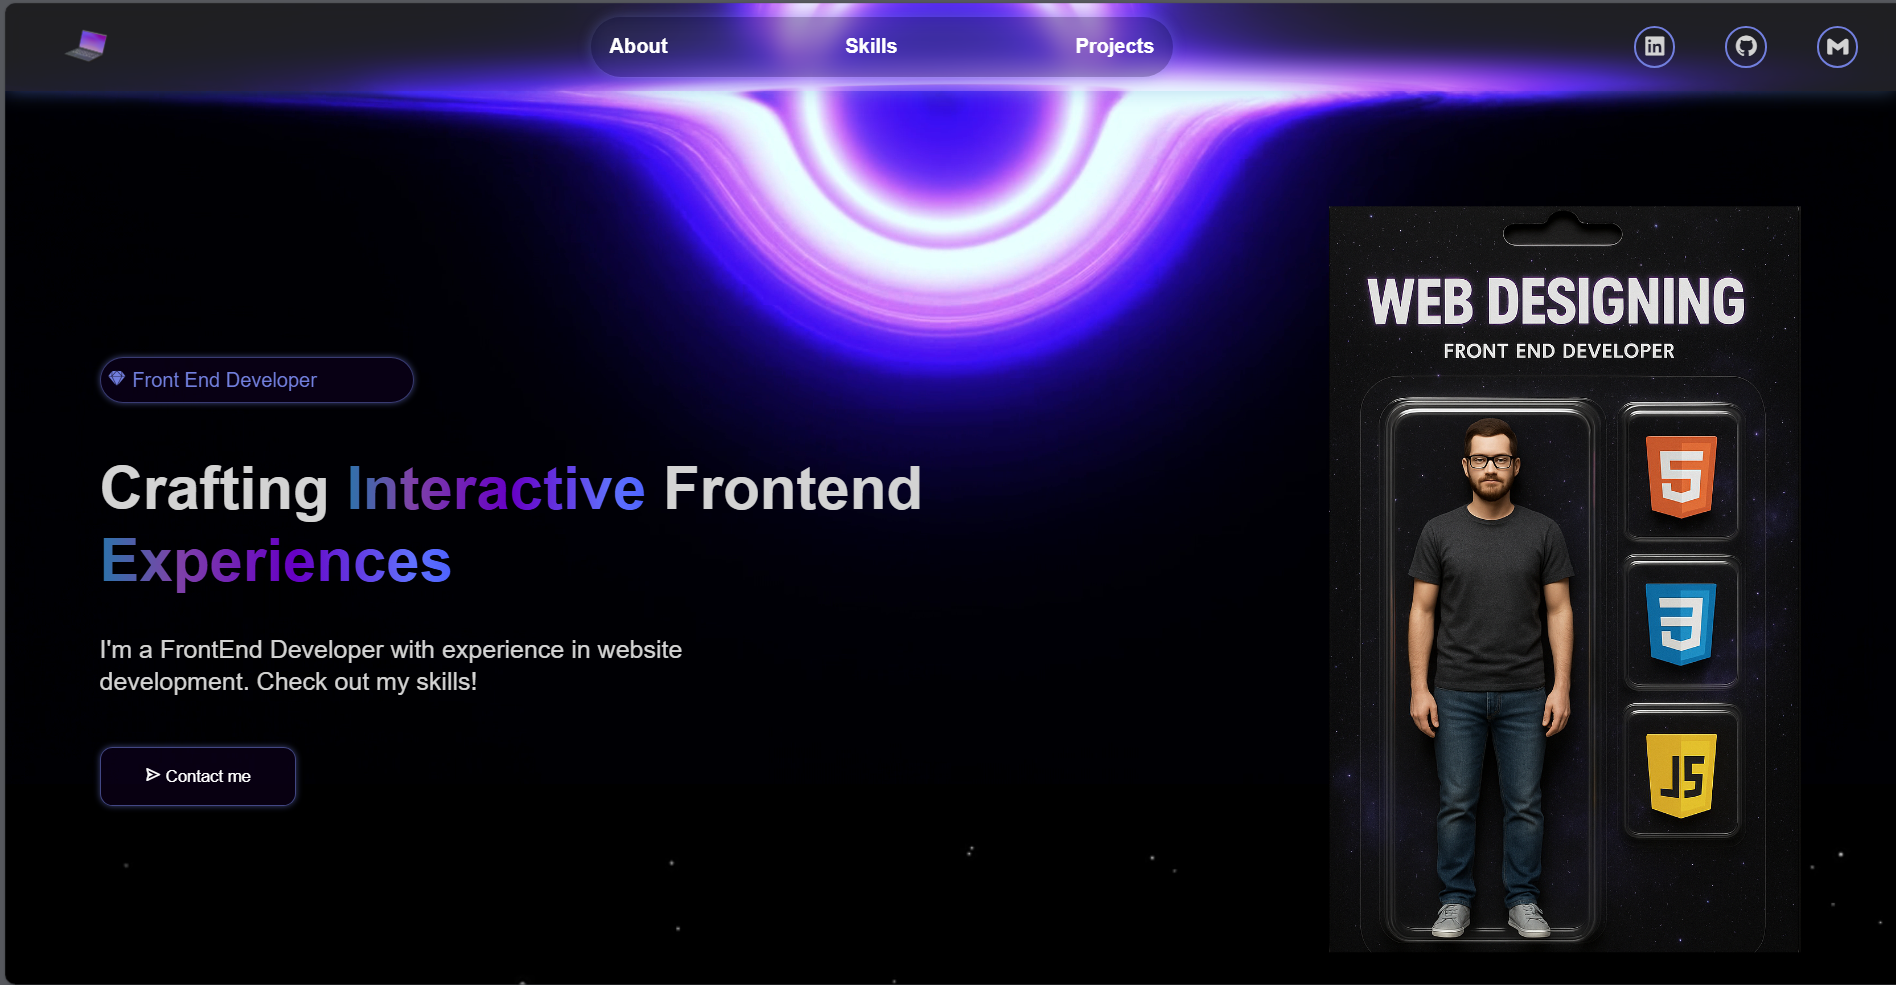 About
Skills
Projects
in
M
WEB DESIGNING
FRONT END DEVELOPER
Front End Developer
Crafting Interactive Frontend
Experiences
I'm a FrontEnd Developer with experience in website
development. Check out my skills!
Contact me
5
3
JS